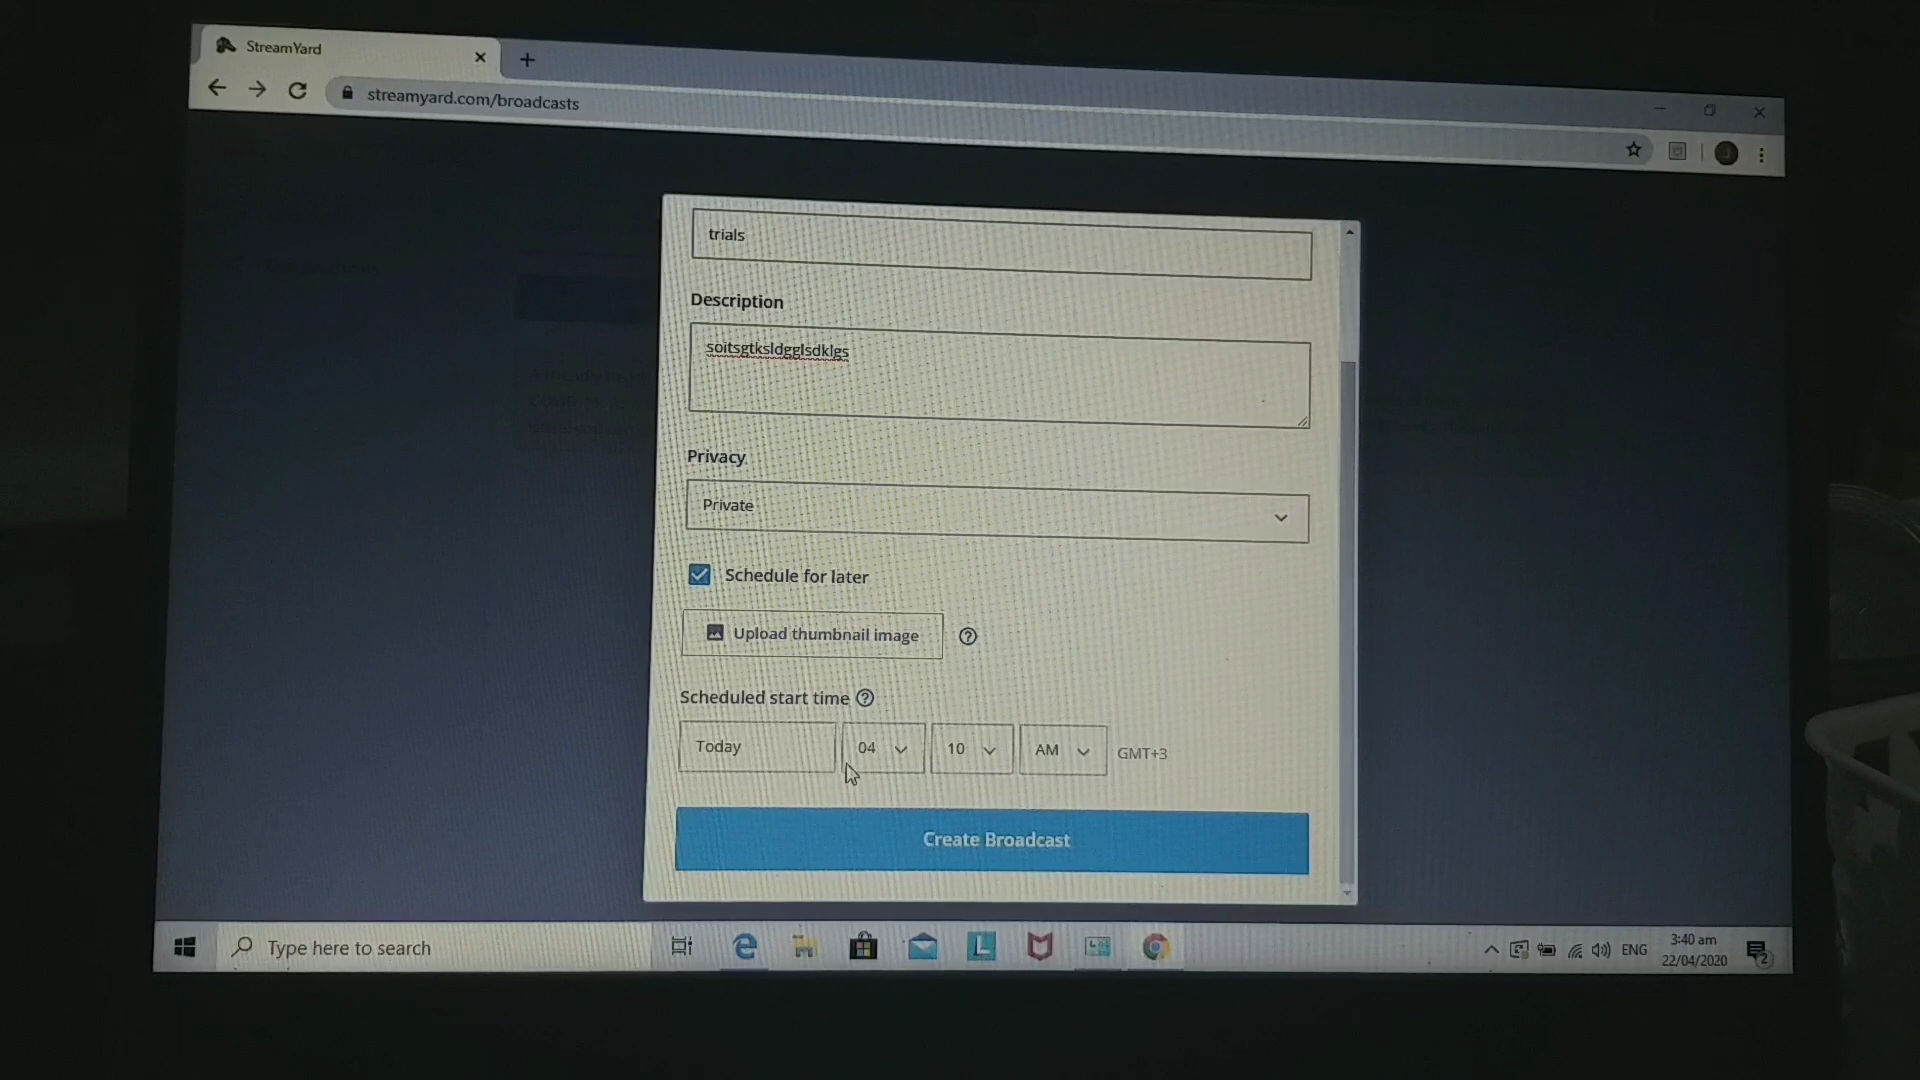 StreamYard
streamyard.com/broadcasts
trials
Description
soitsgtksldgglsdklgs
Privacy
Private
Schedule for later
Upload thumbnail image
Scheduled start time
Today 04 10 AM GMT+3
Create Broadcast
Type here to search
ENG
3:40 am
22/04/2020
2